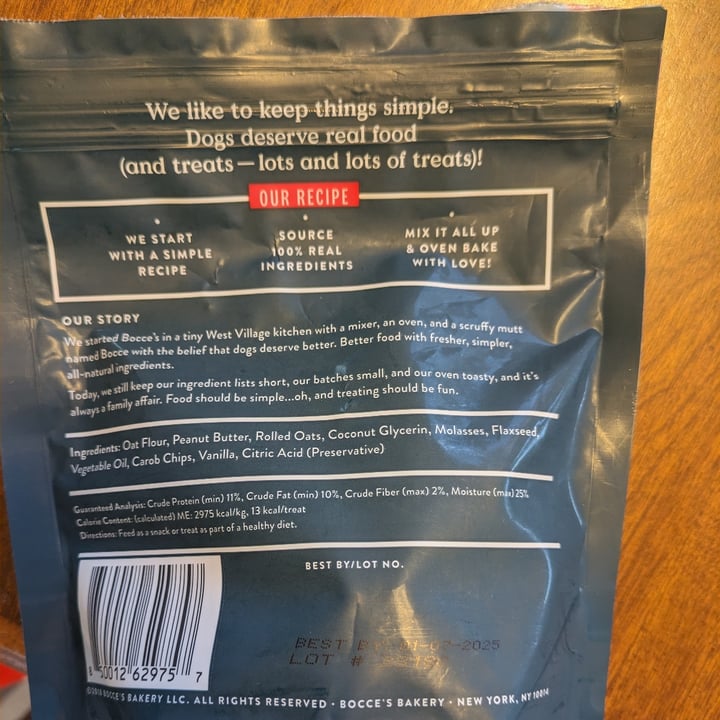 We like to keep things simple.
Dogs deserve real food
(and treats — lots and lots of treats)!
OUR RECIPE
WE START
WITH A SIMPLE
RECIPE
SOURCE
100% REAL
INGREDIENTS
MIX IT ALL UP
& OVEN BAKE
WITH LOVE!
OUR STORY
We started Bocce's in a tiny West Village kitchen with a mixer, an oven, and a scruffy mutt
named Bocce with the belief that dogs deserve better. Better food with fresher, simpler,
all-natural ingredients.
Today, we still keep our ingredient lists short, our batches small, and our oven toasty, and it's
always a family affair. Food should be simple...oh, and treating should be fun.
Ingredients: Oat Flour, Peanut Butter, Rolled Oats, Coconut Glycerin, Molasses, Flaxseed,
Vegetable Oil, Carob Chips, Vanilla, Citric Acid (Preservative)
Guaranteed Analysis: Crude Protein (min) 11%, Crude Fat (min) 10%, Crude Fiber (max) 2%, Moisture (max) 25%
Calorie Content: (calculated) ME: 2975 kcal/kg, 13 kcal/treat
Directions: Feed as a snack or treat as part of a healthy diet.
BEST BY/LOT NO.
BEST
LOT #
8 50012 62975 7
BOCCE'S BAKERY LLC. ALL RIGHTS RESERVED • BOCCE'S BAKERY • NEW YORK, NY 10014